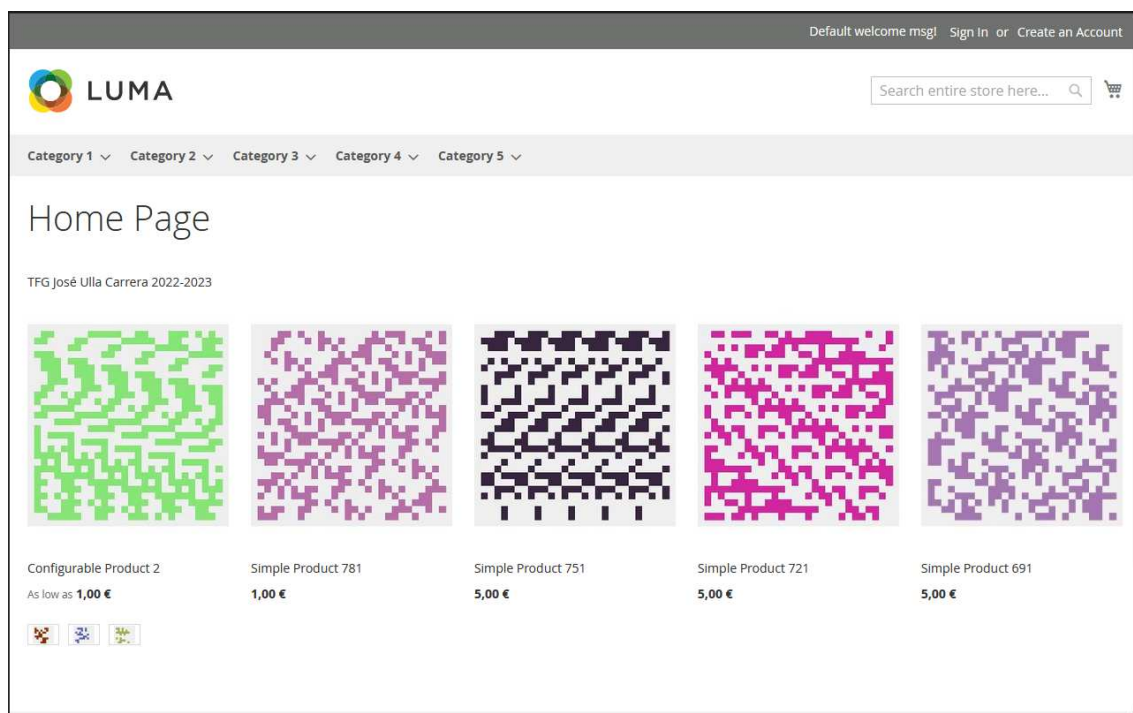 Default welcome msg! Sign In or Create an Account
LUMA
Search entire store here...
Category 1 Category 2 Category 3 Category 4 Category 5
Home Page
TFG José Ulla Carrera 2022-2023
Configurable Product 2
As low as 1,00 €
Simple Product 781
1,00 €
Simple Product 751
5,00 €
Simple Product 721
5,00 €
Simple Product 691
5,00 €